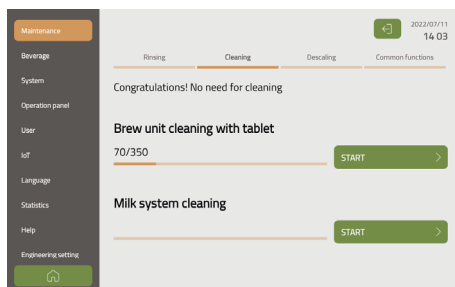 Maintenance
Beverage
System
Operation panel
User
IoT
Language
Statistics
Help
Engineering setting
2022/07/11
14 03
Rinsing
Cleaning
Descaling
Common functions
Congratulations! No need for cleaning
Brew unit cleaning with tablet
70/350
START
Milk system cleaning
START